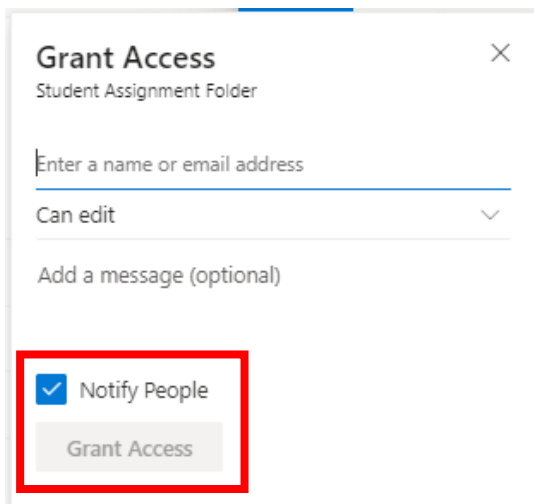 Grant Access
Student Assignment Folder
Enter a name or email address
Can edit
Add a message (optional)
Notify People
Grant Access